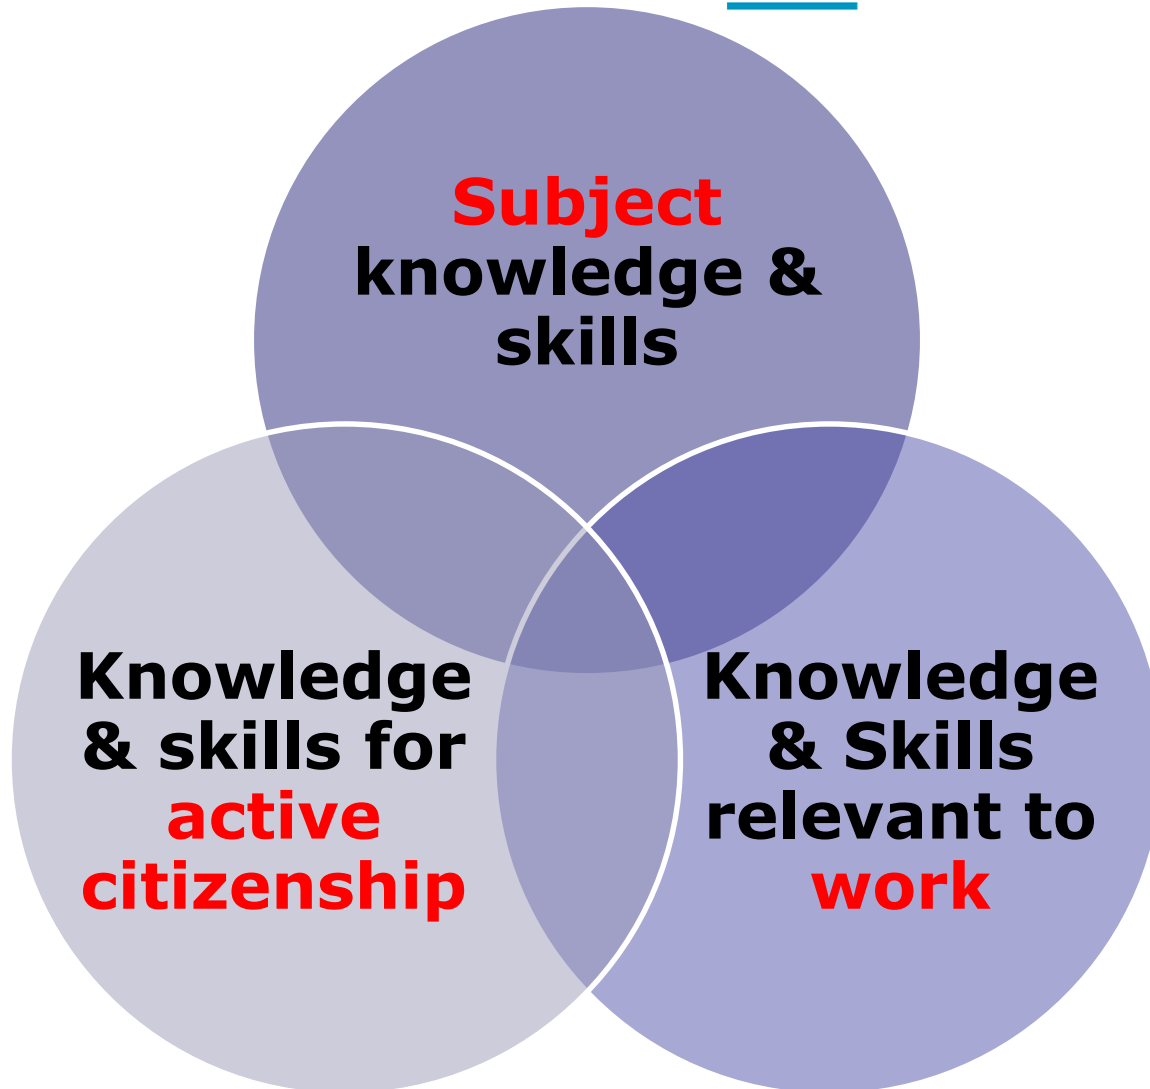 Subject
knowledge &
skills
Knowledge
& skills for
active
citizenship
Knowledge
& Skills
relevant to
work